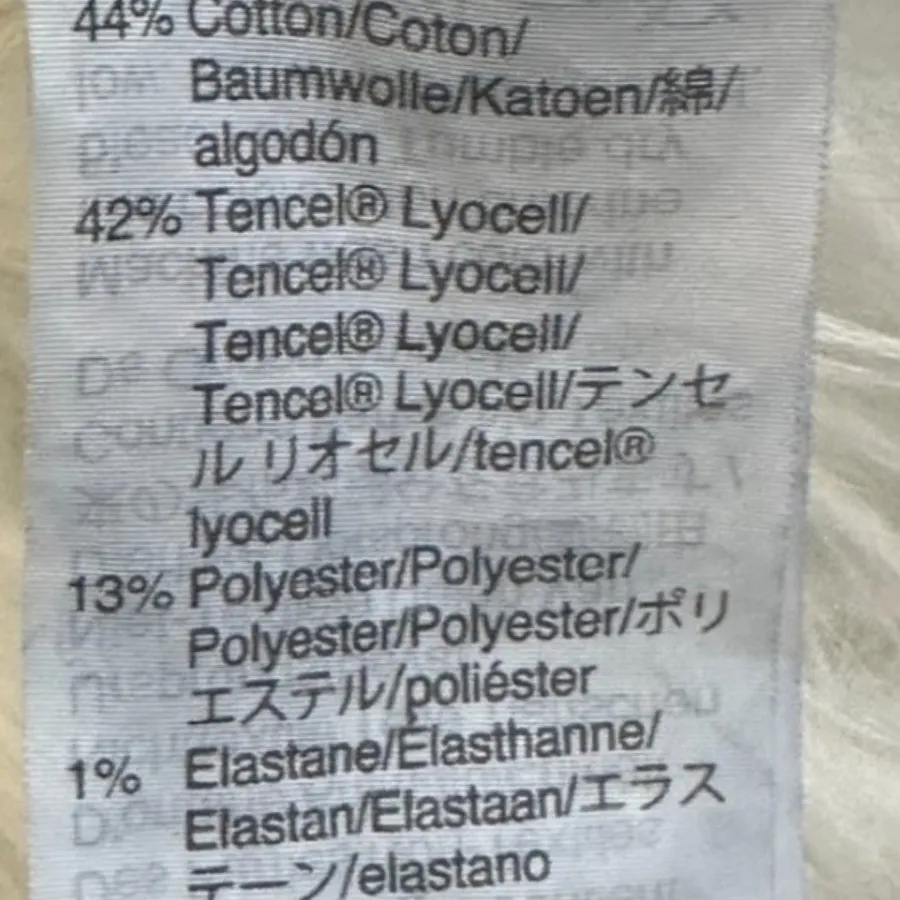 44% Cotton/Coton/
Baumwolle/Katoen/綿/
algodón
42% Tencel® Lyocell/
Tencel® Lyocell/
Tencel® Lyocell/
Tencel® Lyocell/テンセ
ル リオセル/tencel®
lyocell
13% Polyester/Polyester/
Polyester/Polyester/ポリ
エステル/poliéster
1% Elastane/Élasthanne/
Elastan/Elastaan/エラス
テーン/elastano